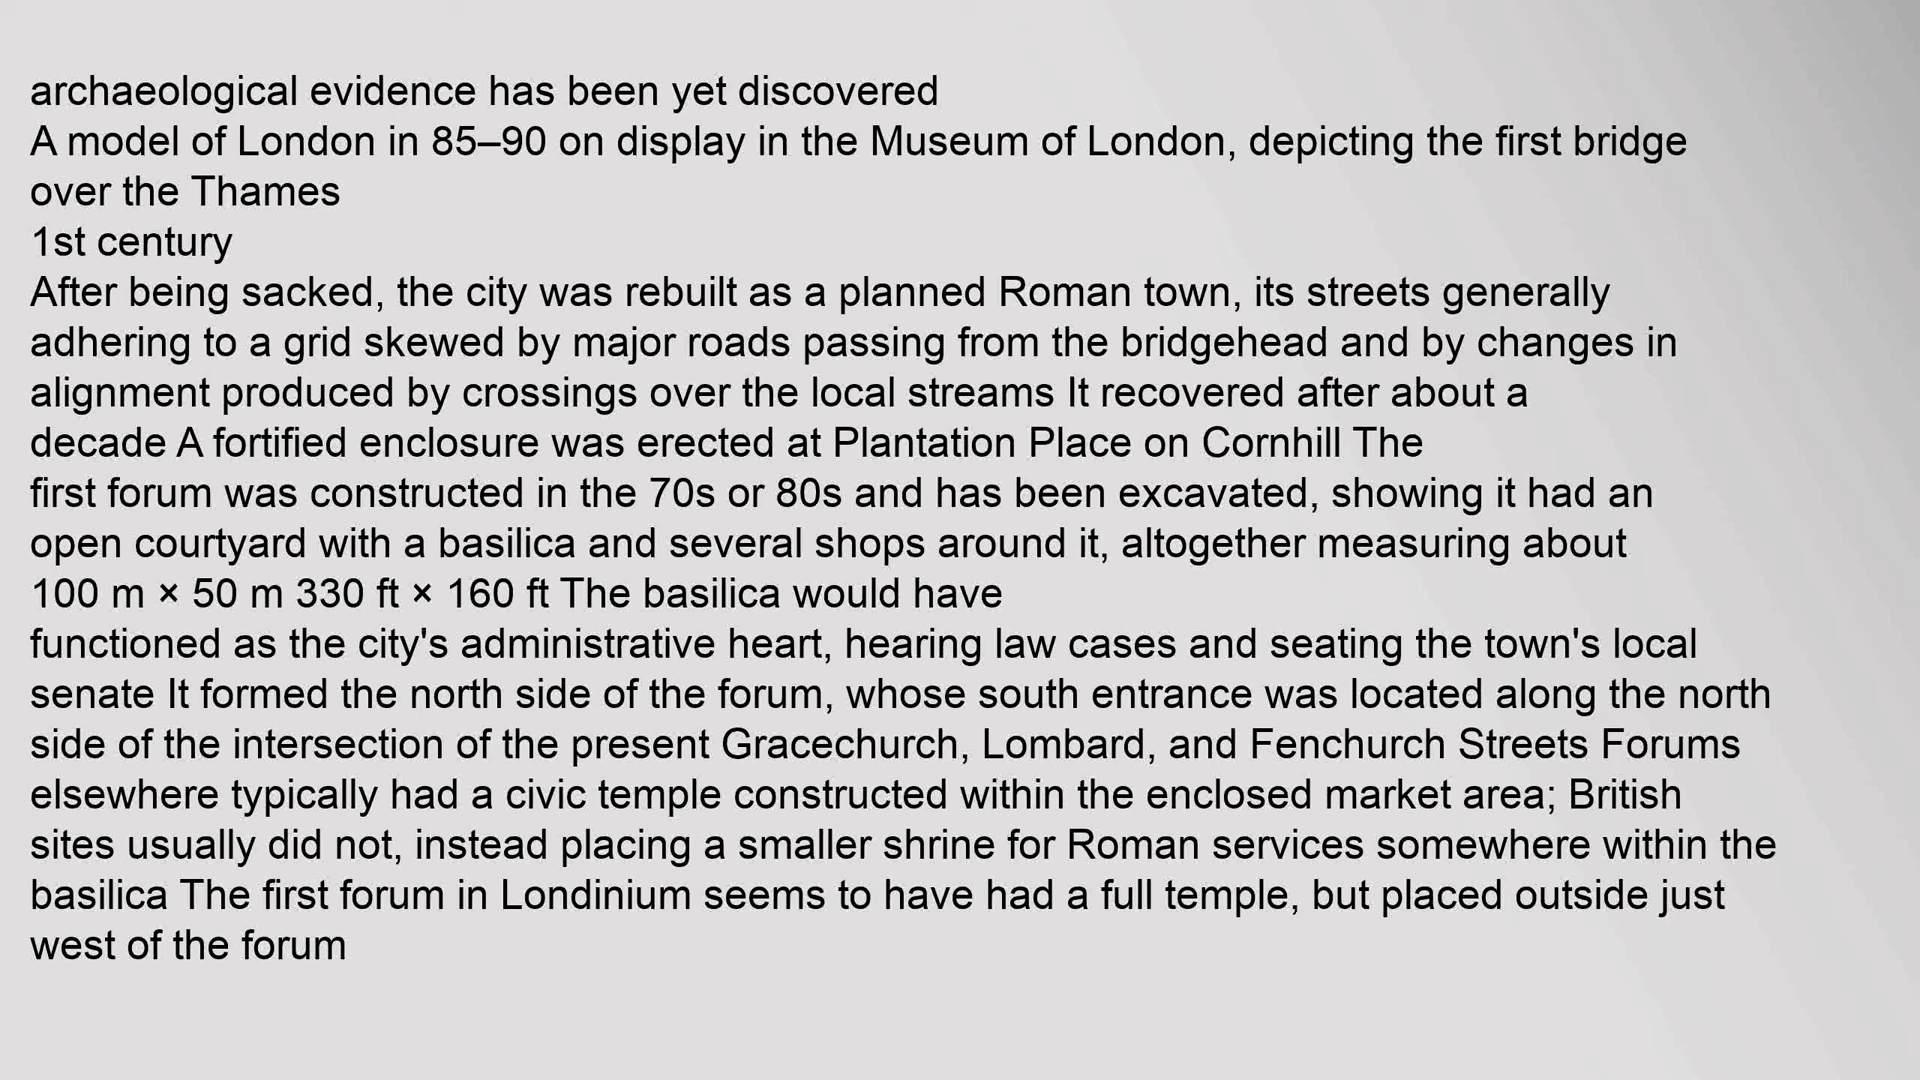 archaeological evidence has been yet discovered
A model of London in 85–90 on display in the Museum of London, depicting the first bridge
over the Thames
1st century
After being sacked, the city was rebuilt as a planned Roman town, its streets generally
adhering to a grid skewed by major roads passing from the bridgehead and by changes in
alignment produced by crossings over the local streams It recovered after about a
decade A fortified enclosure was erected at Plantation Place on Cornhill The
first forum was constructed in the 70s or 80s and has been excavated, showing it had an
open courtyard with a basilica and several shops around it, altogether measuring about
100 m × 50 m 330 ft × 160 ft The basilica would have
functioned as the city's administrative heart, hearing law cases and seating the town's local
senate It formed the north side of the forum, whose south entrance was located along the north
side of the intersection of the present Gracechurch, Lombard, and Fenchurch Streets Forums
elsewhere typically had a civic temple constructed within the enclosed market area; British
sites usually did not, instead placing a smaller shrine for Roman services somewhere within the
basilica The first forum in Londinium seems to have had a full temple, but placed outside just
west of the forum